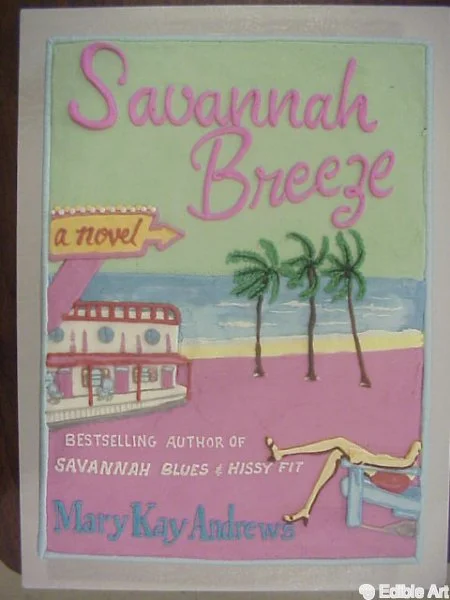 Savannah
Breeze
a novel
BESTSELLING AUTHOR OF
SAVANNAH BLUES & HISSY FIT
Mary Kay Andrews
Edible Art